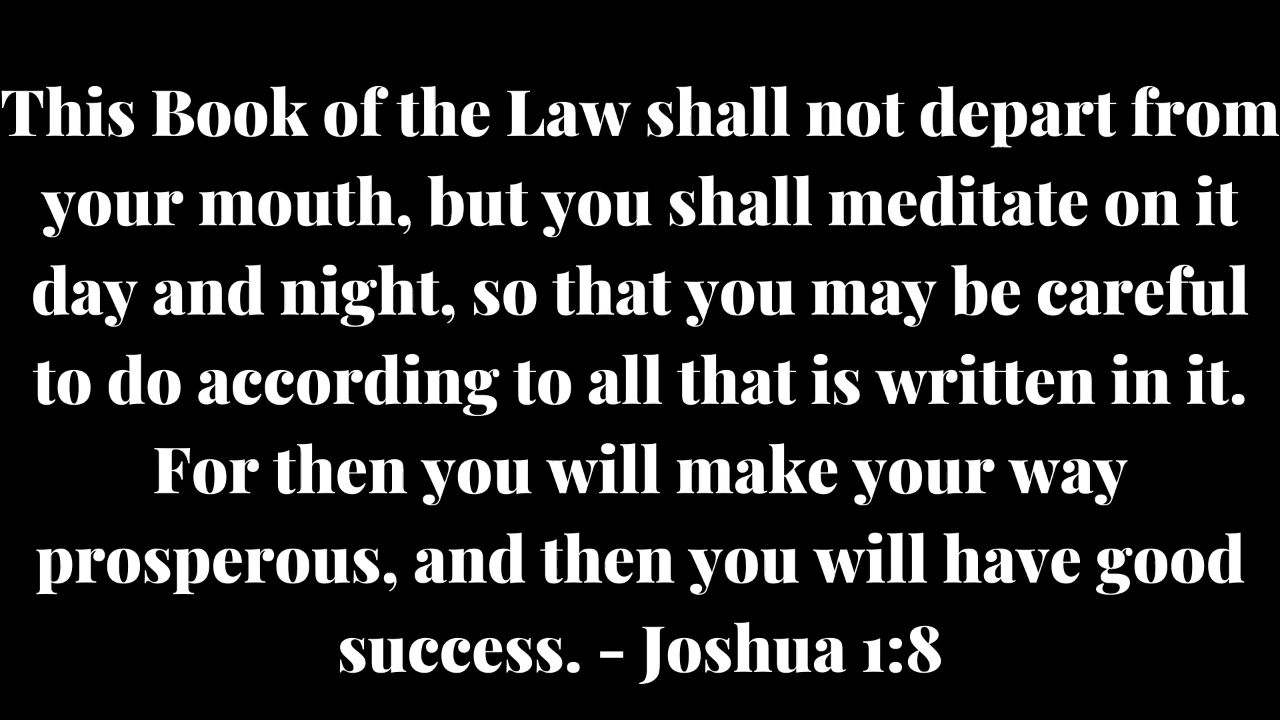 This Book of the Law shall not depart from
your mouth, but you shall meditate on it
day and night, so that you may be careful
to do according to all that is written in it.
For then you will make your way
prosperous, and then you will have good
success. - Joshua 1:8